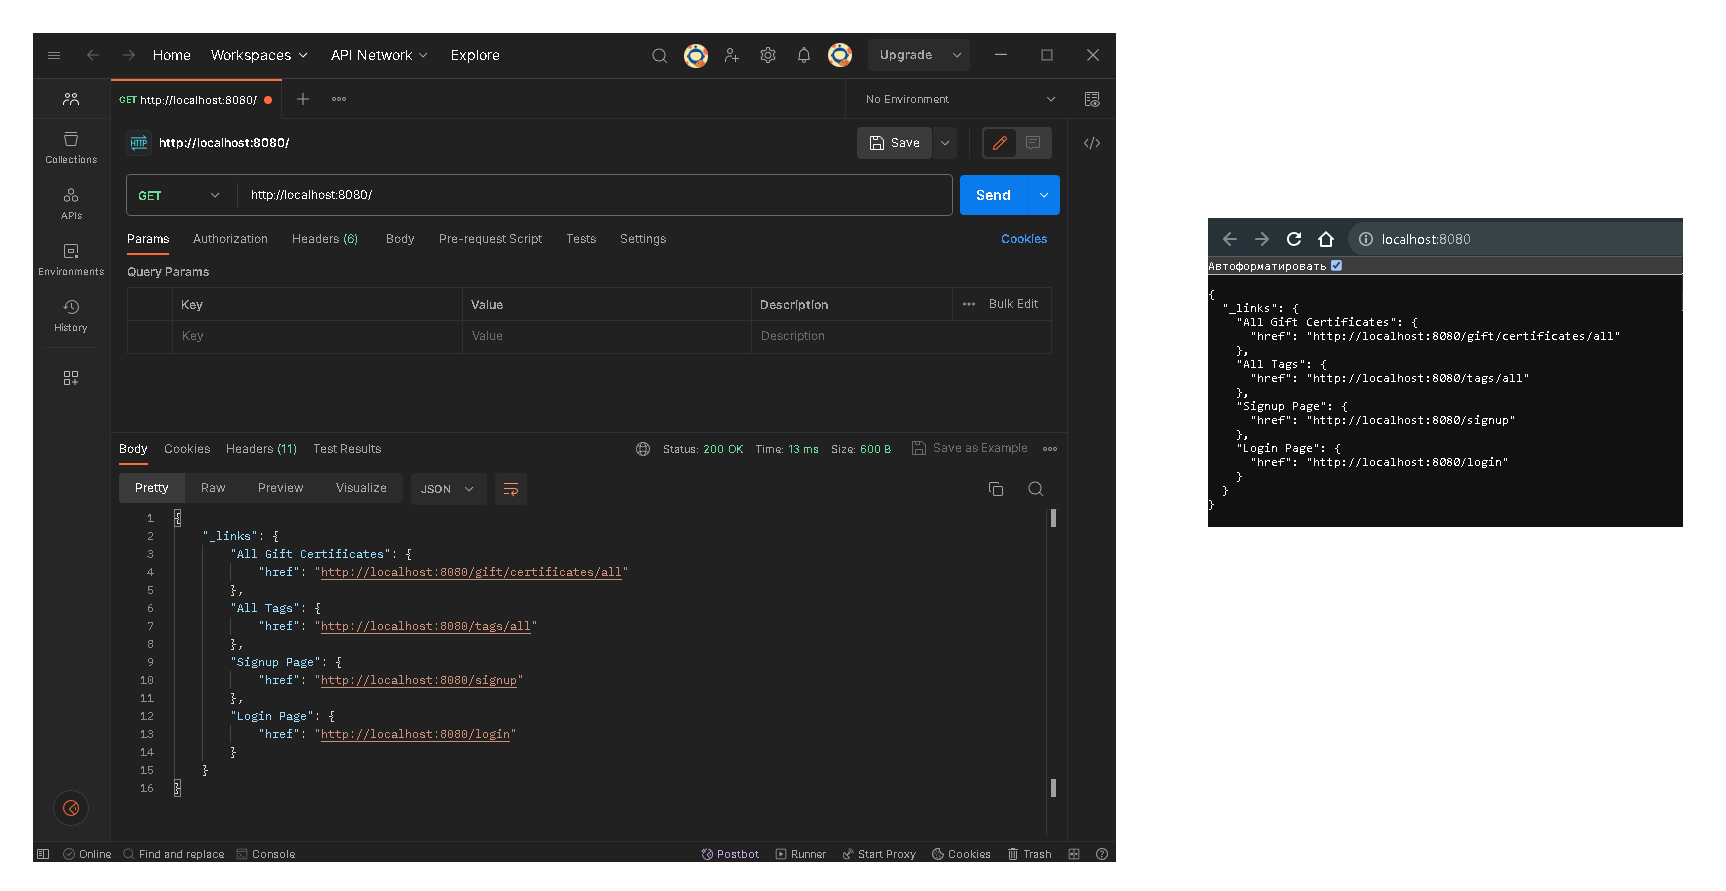 Home Workspaces API Network Explore Upgrade
GET http://localhost:8080/ No Environment
HTTP http://localhost:8080/ Save
GET http://localhost:8080/ Send
Params Authorization Headers (6) Body Pre-request Script Tests Settings Cookies
Query Params
Key Value Description Bulk Edit
Key Value Description
Collections
APIs
Environments
History
Body Cookies Headers (11) Test Results Status: 200 OK Time: 13 ms Size: 600 B Save as Example
Pretty Raw Preview Visualize JSON
1 {
2 "_links": {
3 "All Gift Certificates": {
4 "href": "http://localhost:8080/gift/certificates/all"
5 },
6 "All Tags": {
7 "href": "http://localhost:8080/tags/all"
8 },
9 "Signup Page": {
10 "href": "http://localhost:8080/signup"
11 },
12 "Login Page": {
13 "href": "http://localhost:8080/login"
14 }
15 }
16 }
Online Find and replace Console Postbot Runner Start Proxy Cookies Trash
localhost:8080
Автоформатировать
{
"_links": {
"All Gift Certificates": {
"href": "http://localhost:8080/gift/certificates/all"
},
"All Tags": {
"href": "http://localhost:8080/tags/all"
},
"Signup Page": {
"href": "http://localhost:8080/signup"
},
"Login Page": {
"href": "http://localhost:8080/login"
}
}
}